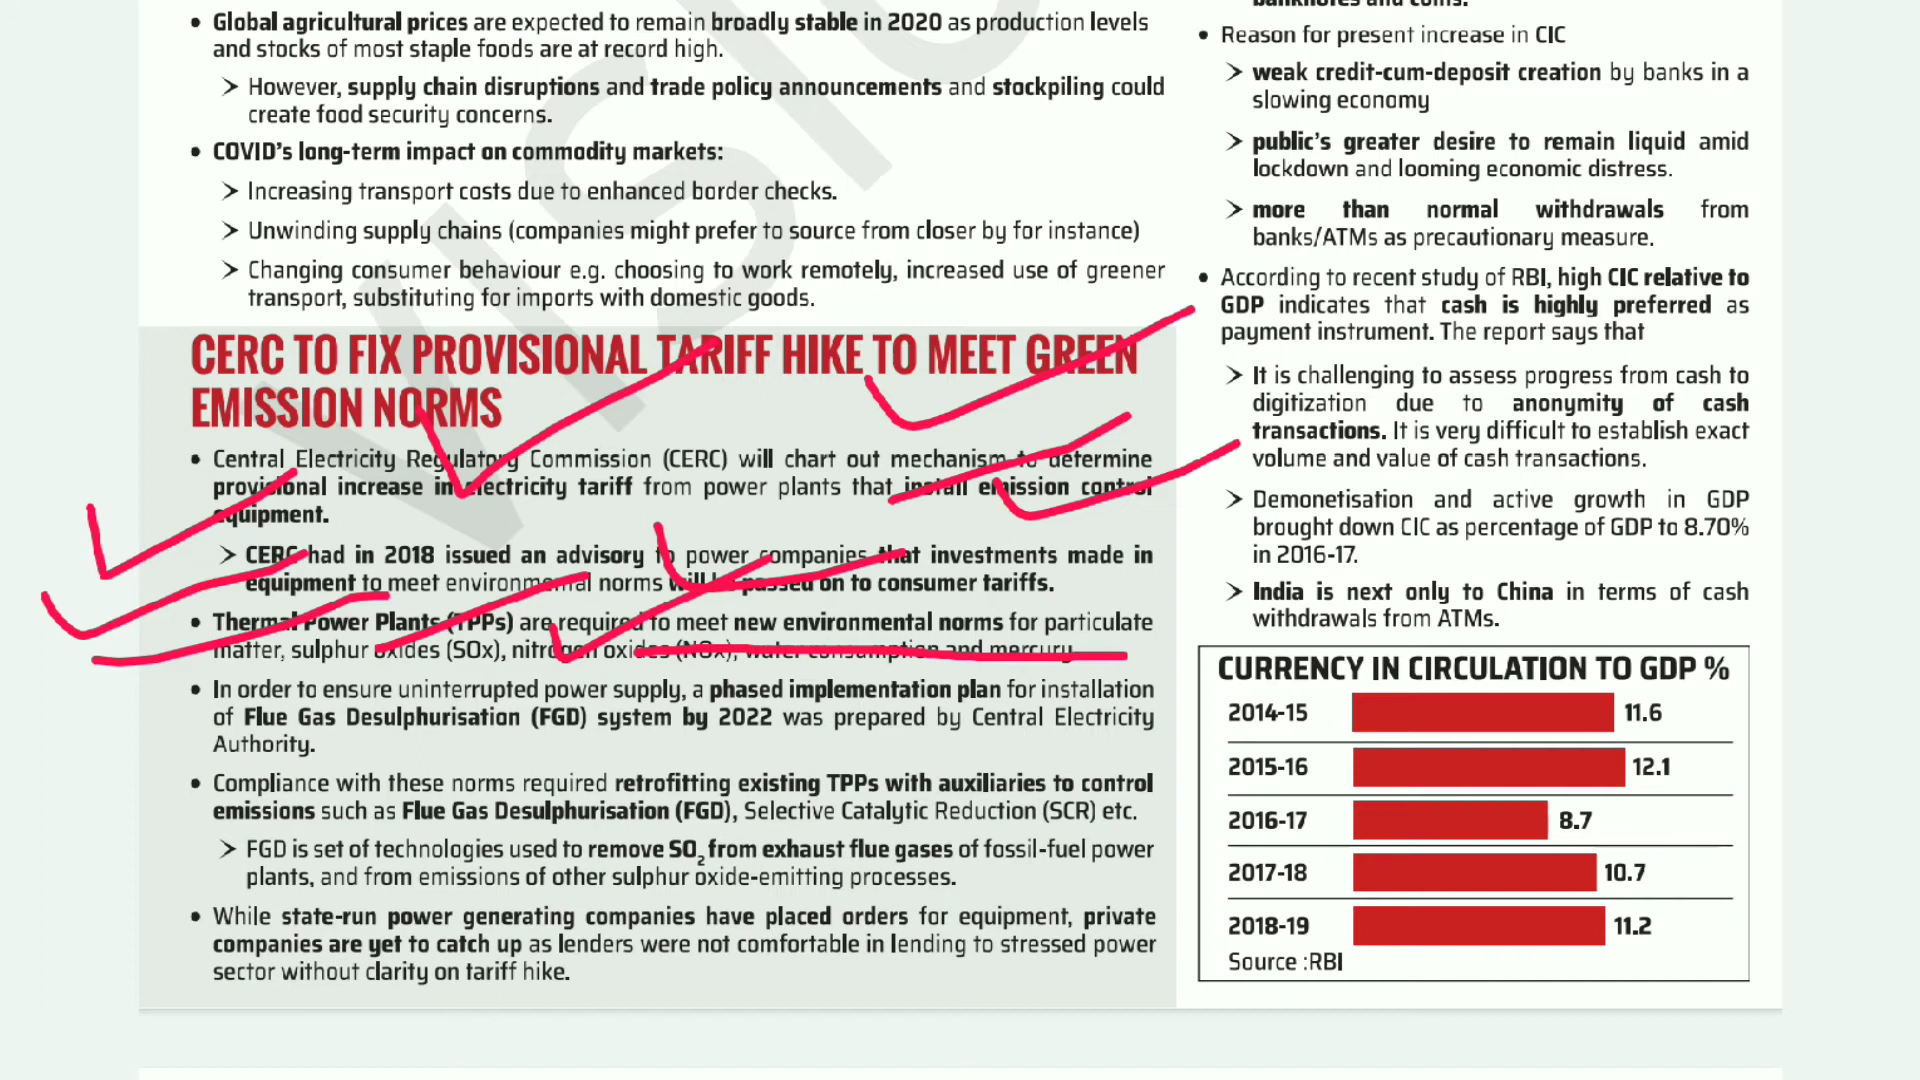 • Global agricultural prices are expected to remain broadly stable in 2020 as production levels
and stocks of most staple foods are at record high.
➢ However, supply chain disruptions and trade policy announcements and stockpiling could
create food security concerns.
• COVID's long-term impact on commodity markets:
➢ Increasing transport costs due to enhanced border checks.
➢ Unwinding supply chains (companies might prefer to source from closer by for instance)
➢ Changing consumer behaviour e.g. choosing to work remotely, increased use of greener
transport, substituting for imports with domestic goods.
CERC TO FIX PROVISIONAL TARIFF HIKE TO MEET GREEN
EMISSION NORMS
• Central Electricity Regulatory Commission (CERC) will chart out mechanism to determine
provisional increase in electricity tariff from power plants that install emission control
equipment.
➢ CERC had in 2018 issued an advisory to power companies that investments made in
equipment to meet environmental norms will be passed on to consumer tariffs.
• Thermal Power Plants (TPPs) are required to meet new environmental norms for particulate
matter, sulphur oxides (SOx), nitrogen oxides (NOx), water consumption and mercury.
• In order to ensure uninterrupted power supply, a phased implementation plan for installation
of Flue Gas Desulphurisation (FGD) system by 2022 was prepared by Central Electricity
Authority.
• Compliance with these norms required retrofitting existing TPPs with auxiliaries to control
emissions such as Flue Gas Desulphurisation (FGD), Selective Catalytic Reduction (SCR) etc.
➢ FGD is set of technologies used to remove SO₂ from exhaust flue gases of fossil-fuel power
plants, and from emissions of other sulphur oxide-emitting processes.
• While state-run power generating companies have placed orders for equipment, private
companies are yet to catch up as lenders were not comfortable in lending to stressed power
sector without clarity on tariff hike.
banknotes and coins.
• Reason for present increase in CIC
➢ weak credit-cum-deposit creation by banks in a
slowing economy
➢ public's greater desire to remain liquid amid
lockdown and looming economic distress.
➢ more than normal withdrawals from
banks/ATMs as precautionary measure.
• According to recent study of RBI, high CIC relative to
GDP indicates that cash is highly preferred as
payment instrument. The report says that
➢ It is challenging to assess progress from cash to
digitization due to anonymity of cash
transactions. It is very difficult to establish exact
volume and value of cash transactions.
➢ Demonetisation and active growth in GDP
brought down CIC as percentage of GDP to 8.70%
in 2016-17.
➢ India is next only to China in terms of cash
withdrawals from ATMs.
CURRENCY IN CIRCULATION TO GDP %
2014-15 11.6
2015-16 12.1
2016-17 8.7
2017-18 10.7
2018-19 11.2
Source :RBI